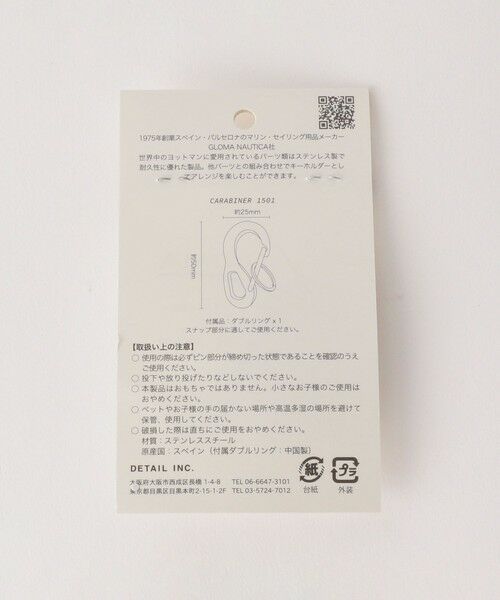 1975年創業スペイン・バルセロナのマリン・セイリング用品メーカー
GLOMA NAUTICA社
世界中のヨットマンに愛用されているパーツ類はステンレス製で
耐久性に優れた製品。他パーツとの組み合わせでキーホルダーとし
てアレンジを楽しむことができます。
CARABINER 1501
約25mm
約50mm
付属品:ダブルリング x 1
スナップ部分に通してご使用ください。
【取扱い上の注意】
○ 使用の際は必ずピン部分が締め切った状態であることを確認のうえ
ご使用ください。
○ 投下や放り投げたりなどしないでください。
○ 本製品はおもちゃではありません。小さなお子様のご使用は
おやめください。
○ ペットやお子様の手の届かない場所や高温多湿の場所を避けて
保管、使用してください。
○ 破損した際は直ちにご使用をおやめください。
材質:ステンレススチール
原産国:スペイン(付属ダブルリング:中国製)
DETAIL INC.
大阪府大阪市西成区長橋 1-4-8 TEL 06-6647-3101
東京都目黒区目黒本町2-15-1-2F TEL 03-5724-7012
紙
台紙
プラ
外装